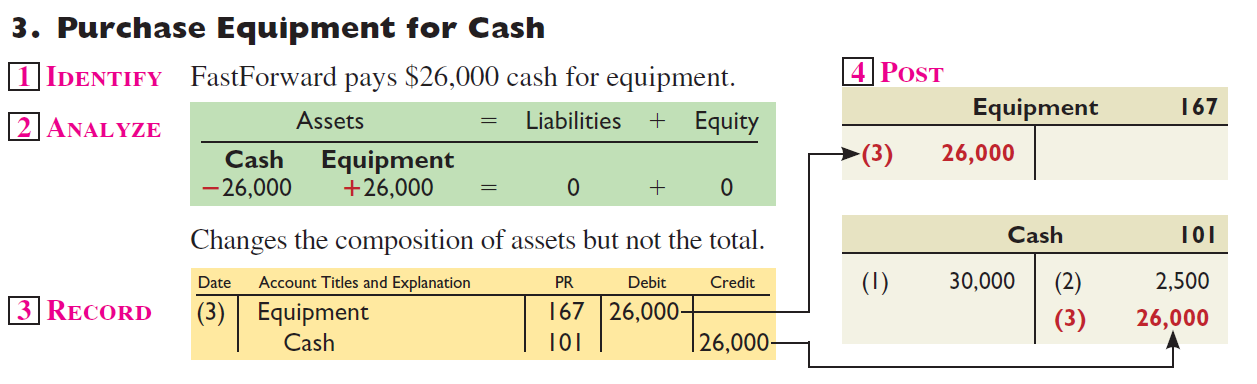 3. Purchase Equipment for Cash
1 IDENTIFY FastForward pays $26,000 cash for equipment.
2 ANALYZE
Assets = Liabilities + Equity
Cash Equipment
−26,000 +26,000 = 0 + 0
Changes the composition of assets but not the total.
3 RECORD
Date Account Titles and Explanation PR Debit Credit
(3) Equipment 167 26,000
Cash 101 26,000
4 POST
Equipment 167
(3) 26,000
Cash 101
(1) 30,000 (2) 2,500
(3) 26,000